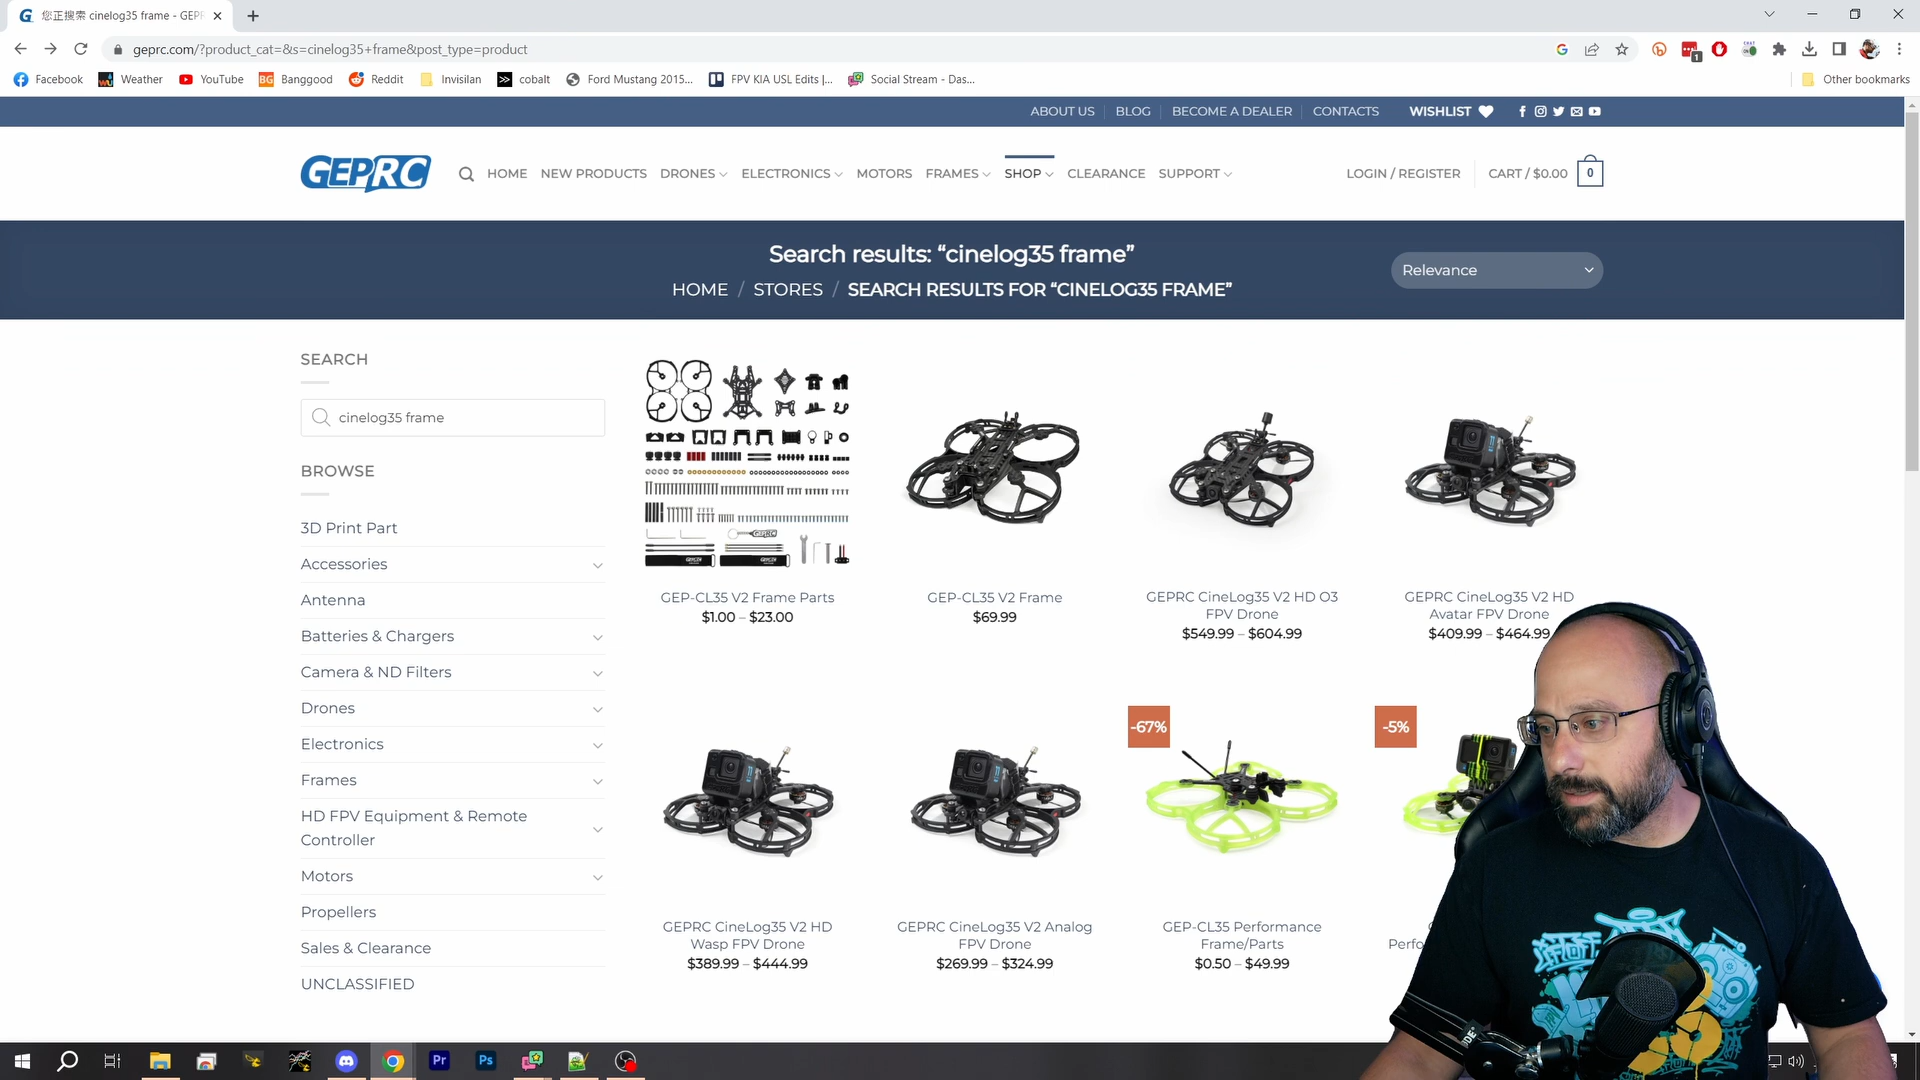 您正搜索 cinelog35 frame - GEPR
geprc.com/?product_cat=&s=cinelog35+frame&post_type=product
Facebook
Weather
YouTube
BG
Banggood
Reddit
Invisilan
cobalt
Ford Mustang 2015...
FPV KIA USL Edits |...
Social Stream - Das...
Other bookmarks
ABOUT US
BLOG
BECOME A DEALER
CONTACTS
WISHLIST
GEPRC
HOME
NEW PRODUCTS
DRONES
ELECTRONICS
MOTORS
FRAMES
SHOP
CLEARANCE
SUPPORT
LOGIN / REGISTER
CART / $0.00
0
Search results: “cinelog35 frame”
HOME / STORES / SEARCH RESULTS FOR “CINELOG35 FRAME”
Relevance
SEARCH
cinelog35 frame
BROWSE
3D Print Part
Accessories
Antenna
Batteries & Chargers
Camera & ND Filters
Drones
Electronics
Frames
HD FPV Equipment & Remote
Controller
Motors
Propellers
Sales & Clearance
UNCLASSIFIED
GEP-CL35 V2 Frame Parts
$1.00 – $23.00
GEP-CL35 V2 Frame
$69.99
GEPRC CineLog35 V2 HD O3
FPV Drone
$549.99 – $604.99
GEPRC CineLog35 V2 HD
Avatar FPV Drone
$409.99 – $464.99
GEPRC CineLog35 V2 HD
Wasp FPV Drone
$389.99 – $444.99
GEPRC CineLog35 V2 Analog
FPV Drone
$269.99 – $324.99
-67%
GEP-CL35 Performance
Frame/Parts
$0.50 – $49.99
-5%
Perfo
Pr
Ps